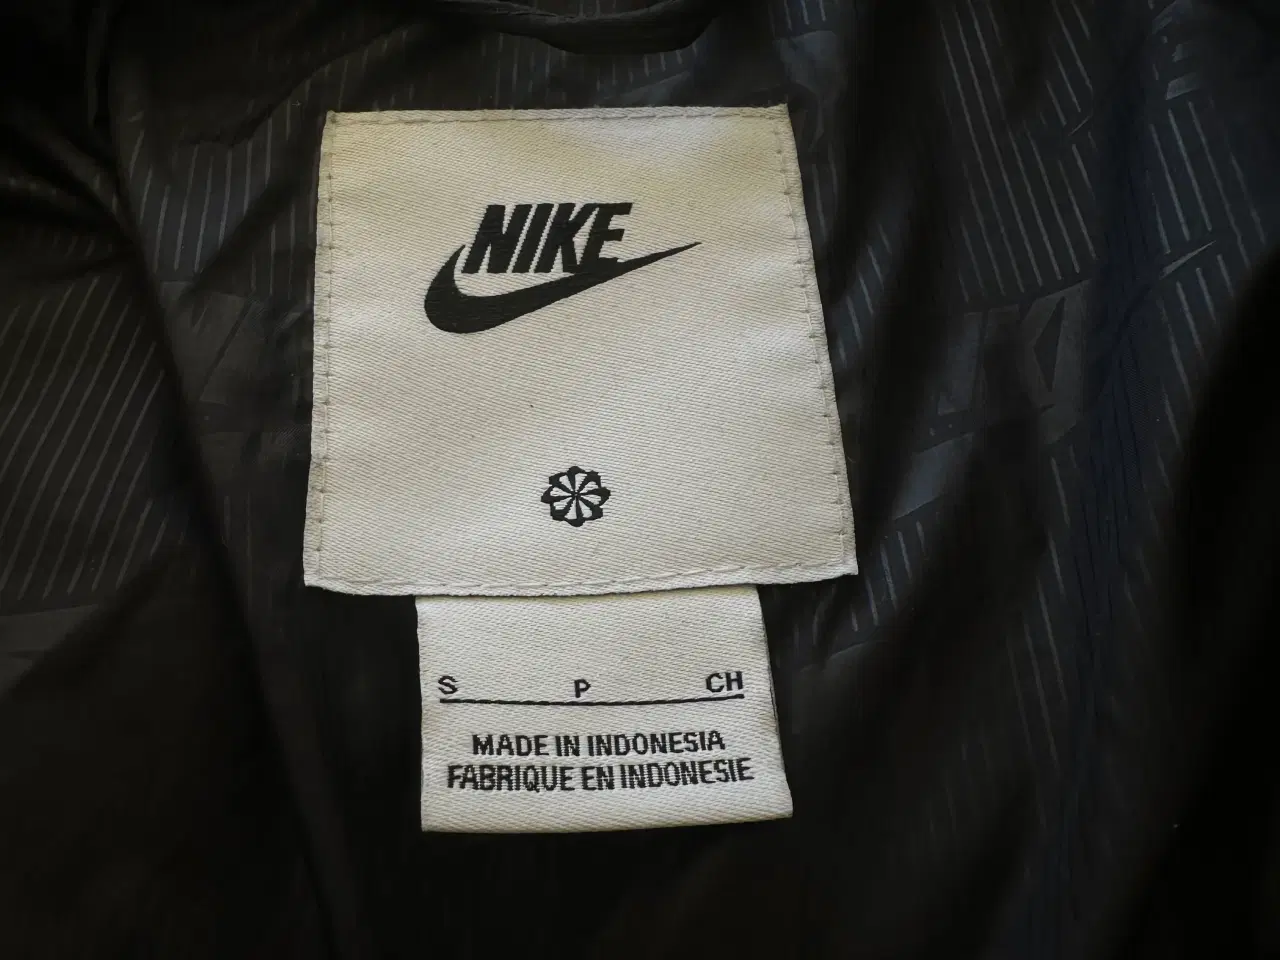 NIKE
S P CH
MADE IN INDONESIA
FABRIQUE EN INDONESIE